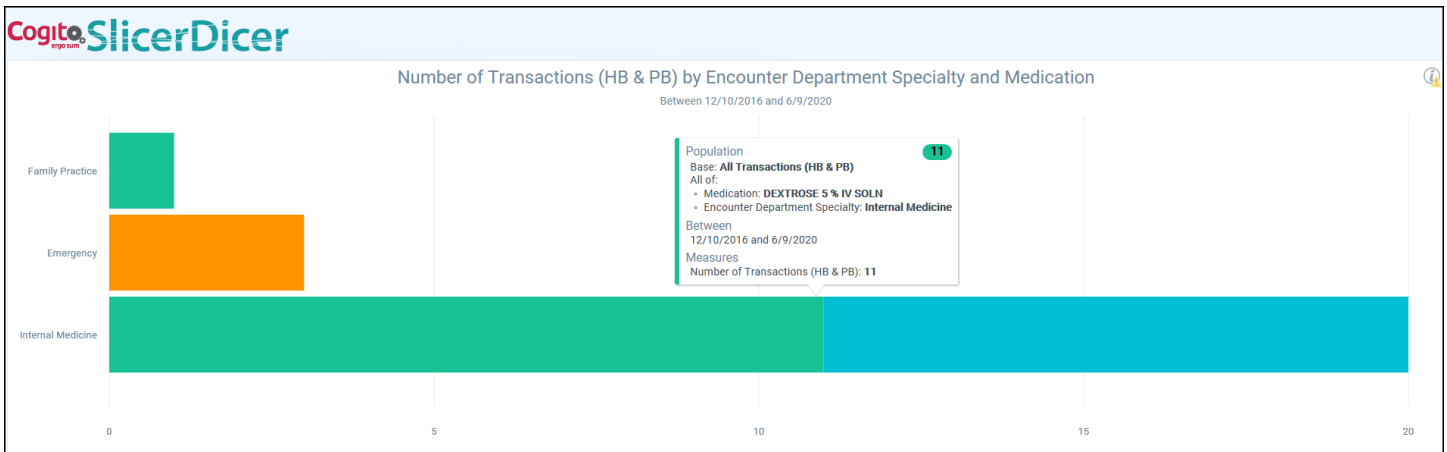 Cogito
ergo sum
SlicerDicer
Number of Transactions (HB & PB) by Encounter Department Specialty and Medication
Between 12/10/2016 and 6/9/2020
Family Practice
Emergency
Internal Medicine
Population 11
Base: All Transactions (HB & PB)
All of:
◦ Medication: DEXTROSE 5 % IV SOLN
◦ Encounter Department Specialty: Internal Medicine
Between
12/10/2016 and 6/9/2020
Measures
Number of Transactions (HB & PB): 11
0 5 10 15 20